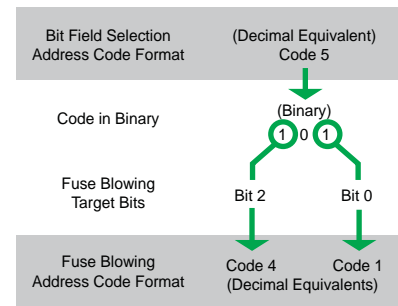 Bit Field Selection
Address Code Format
(Decimal Equivalent)
Code 5
Code in Binary
(Binary)
1 0 1
Fuse Blowing
Target Bits
Bit 2
Bit 0
Fuse Blowing
Address Code Format
Code 4
Code 1
(Decimal Equivalents)